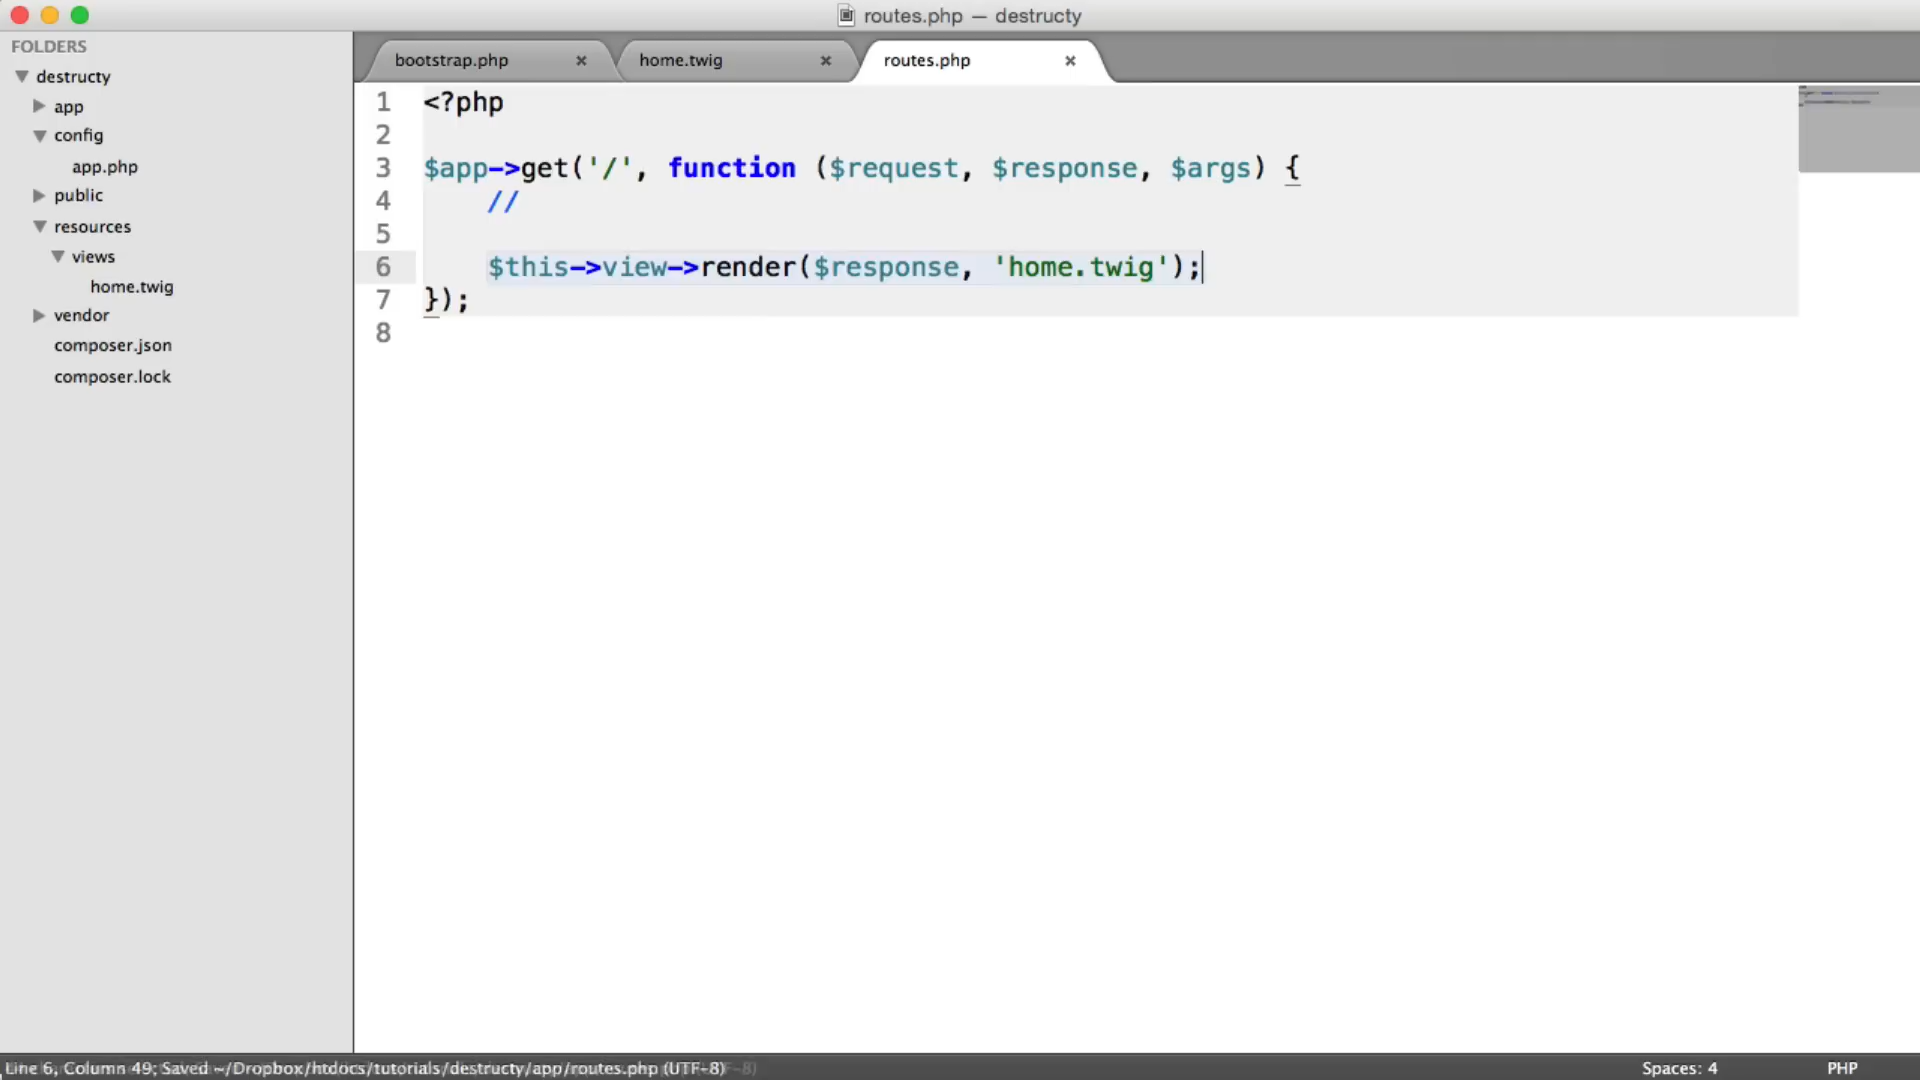 routes.php — destructy
FOLDERS
destructy
app
config
app.php
public
resources
views
home.twig
vendor
composer.json
composer.lock
bootstrap.php × home.twig × routes.php ×
1 <?php
2
3 $app->get('/', function ($request, $response, $args) {
4     //
5
6     $this->view->render($response, 'home.twig');
7 });
8
Line 6, Column 49; Saved ~/Dropbox/htdocs/tutorials/destructy/app/routes.php (UTF-8) Spaces: 4 PHP